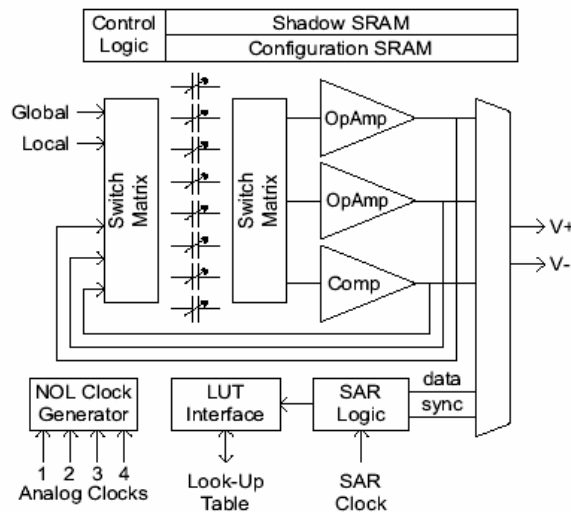 Control
Logic
Shadow SRAM
Configuration SRAM
Global
Local
Switch
Matrix
Switch
Matrix
OpAmp
OpAmp
Comp
V+
V-
NOL Clock
Generator
1 2 3 4
Analog Clocks
LUT
Interface
Look-Up
Table
SAR
Logic
SAR
Clock
data
sync